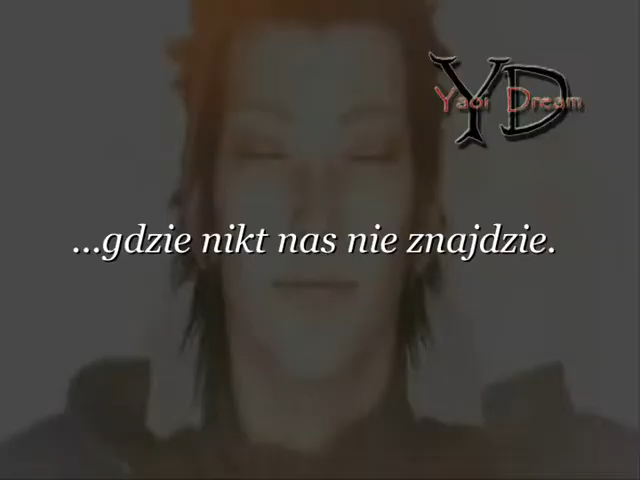 YD
Yaoi Dream
...gdzie nikt nas nie znajdzie.